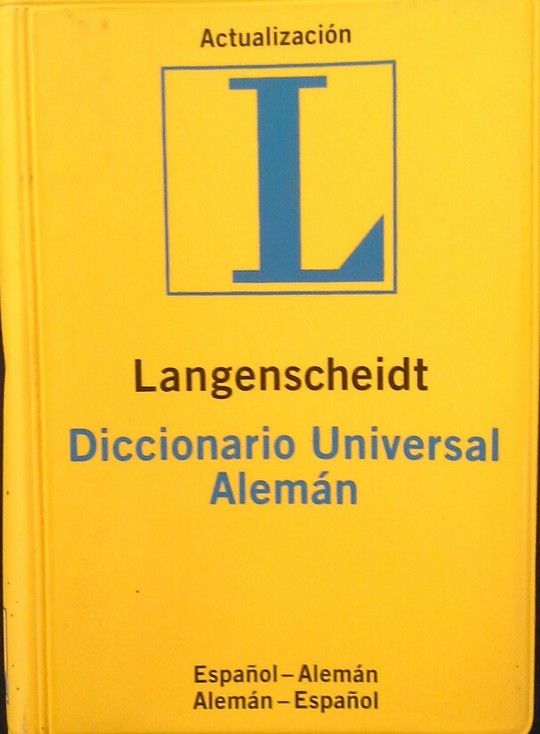 Actualización
L
Langenscheidt
Diccionario Universal
Alemán
Español – Alemán
Alemán – Español